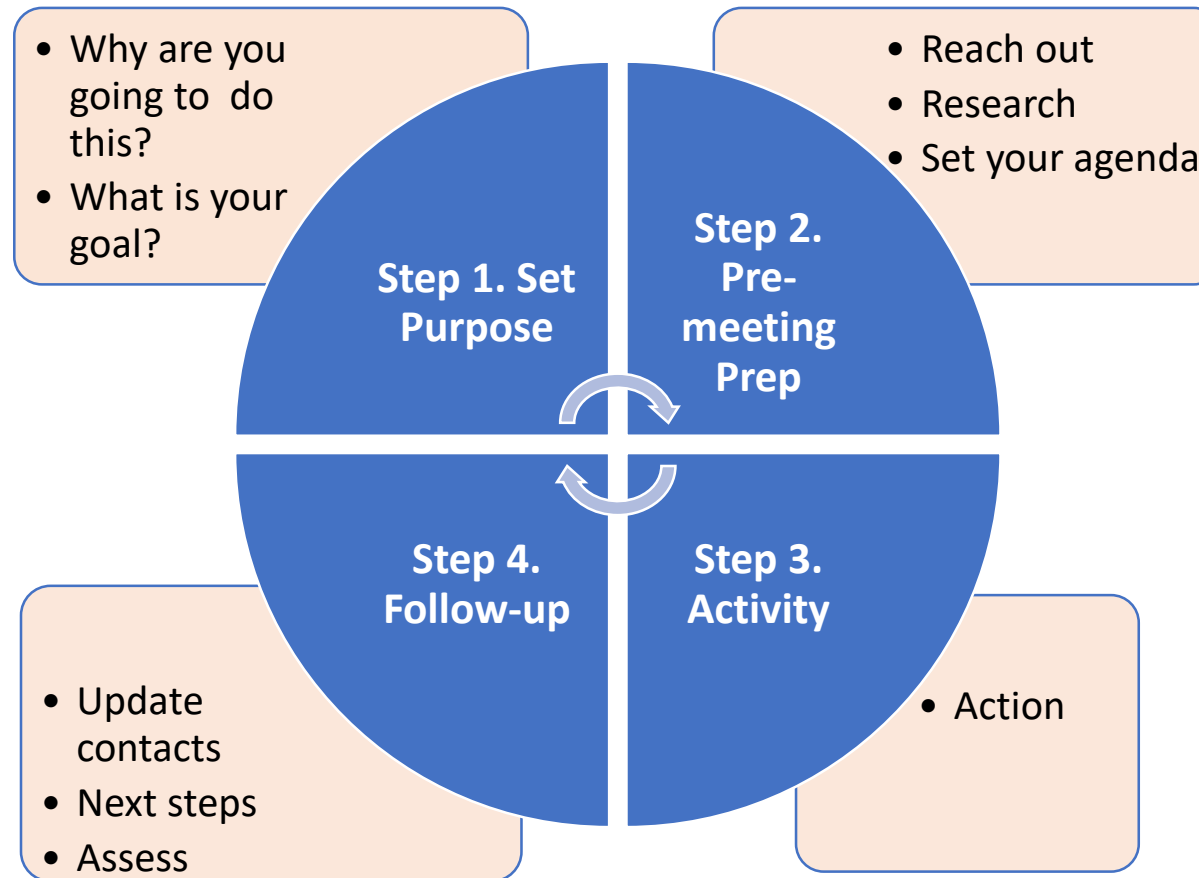 • Why are you
going to do
this?
• What is your
goal?
Step 1. Set
Purpose
• Reach out
• Research
• Set your agenda
Step 2.
Pre-
meeting
Prep
Step 3.
Activity
• Action
Step 4.
Follow-up
• Update
contacts
• Next steps
• Assess